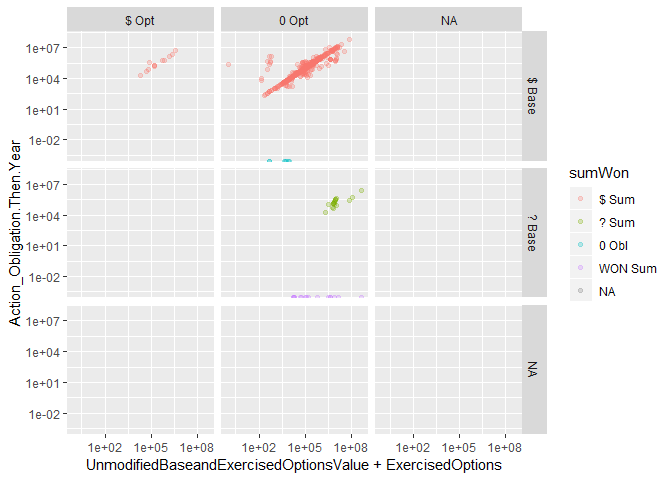 $ Opt
0 Opt
NA
1e+07
1e+04
1e+01
1e-02
$ Base
1e+07
1e+04
1e+01
1e-02
? Base
1e+07
1e+04
1e+01
1e-02
NA
1e+02
1e+05
1e+08
1e+02
1e+05
1e+08
1e+02
1e+05
1e+08
UnmodifiedBaseandExercisedOptionsValue + ExercisedOptions
Action_Obligation.Then.Year
sumWon
$ Sum
? Sum
0 Obl
WON Sum
NA